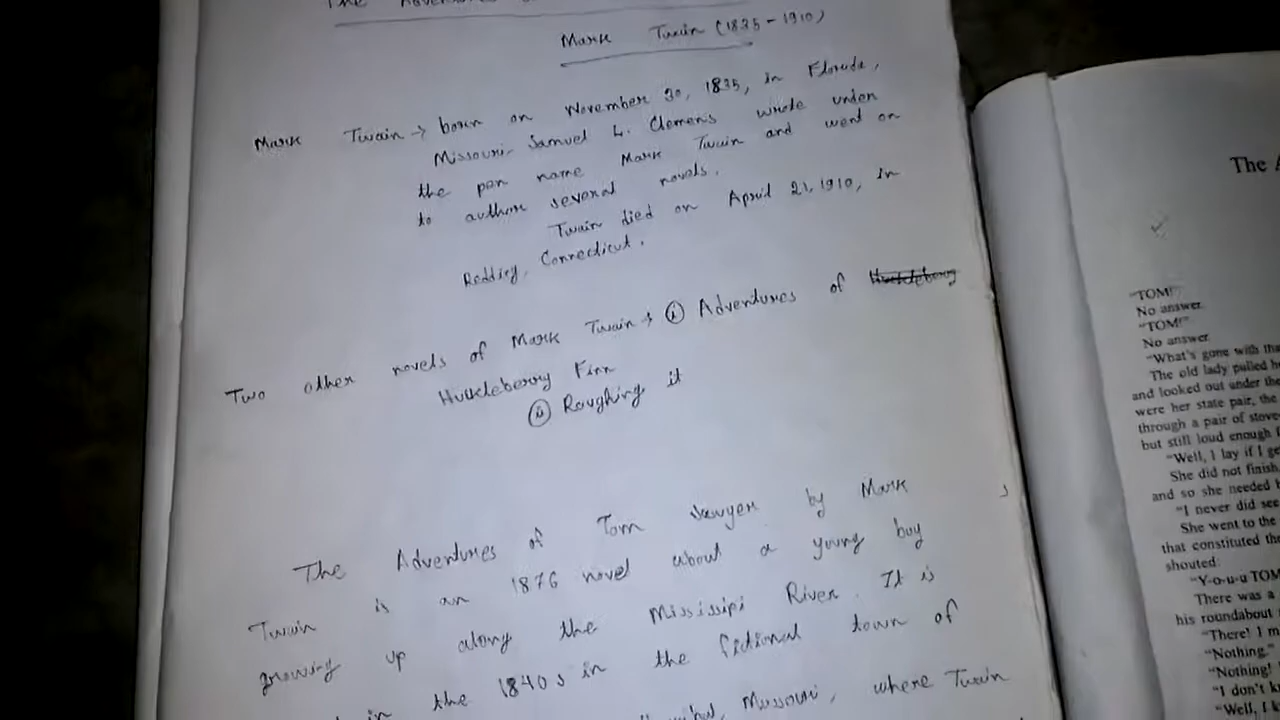 The Adventures
Mark Twain (1835-1910)
Mark Twain → born on November 30, 1835, in Florida,
Missouri. Samuel L. Clemens wrote under
the pen name Mark Twain and went on
to author several novels.
Twain died on April 21, 1910, in
Redding, Connecticut.
Two other novels of Mark Twain → (i) Adventures of
Huckleberry Finn
(ii) Roughing it
The Adventures of Tom Sawyer by Mark
Twain is an 1876 novel about a young boy
growing up along the Mississipi River. It is
in the 1840s in the fictional town of
Missouri, where Twain
The
"TOM!"
No answer.
"TOM!"
No answer.
"What's gone with
The old lady pulled
and looked out under the
were her state pair, the
through a pair of
but still loud enough
"Well, I lay if I
She did not finish
and so she needed
"I never did see
She went to the
that constituted the
shouted:
"Y-o-u-u TOM
There was a
his roundabout
"There! I
"Nothing."
"Nothing!
"I don't
"Well, I